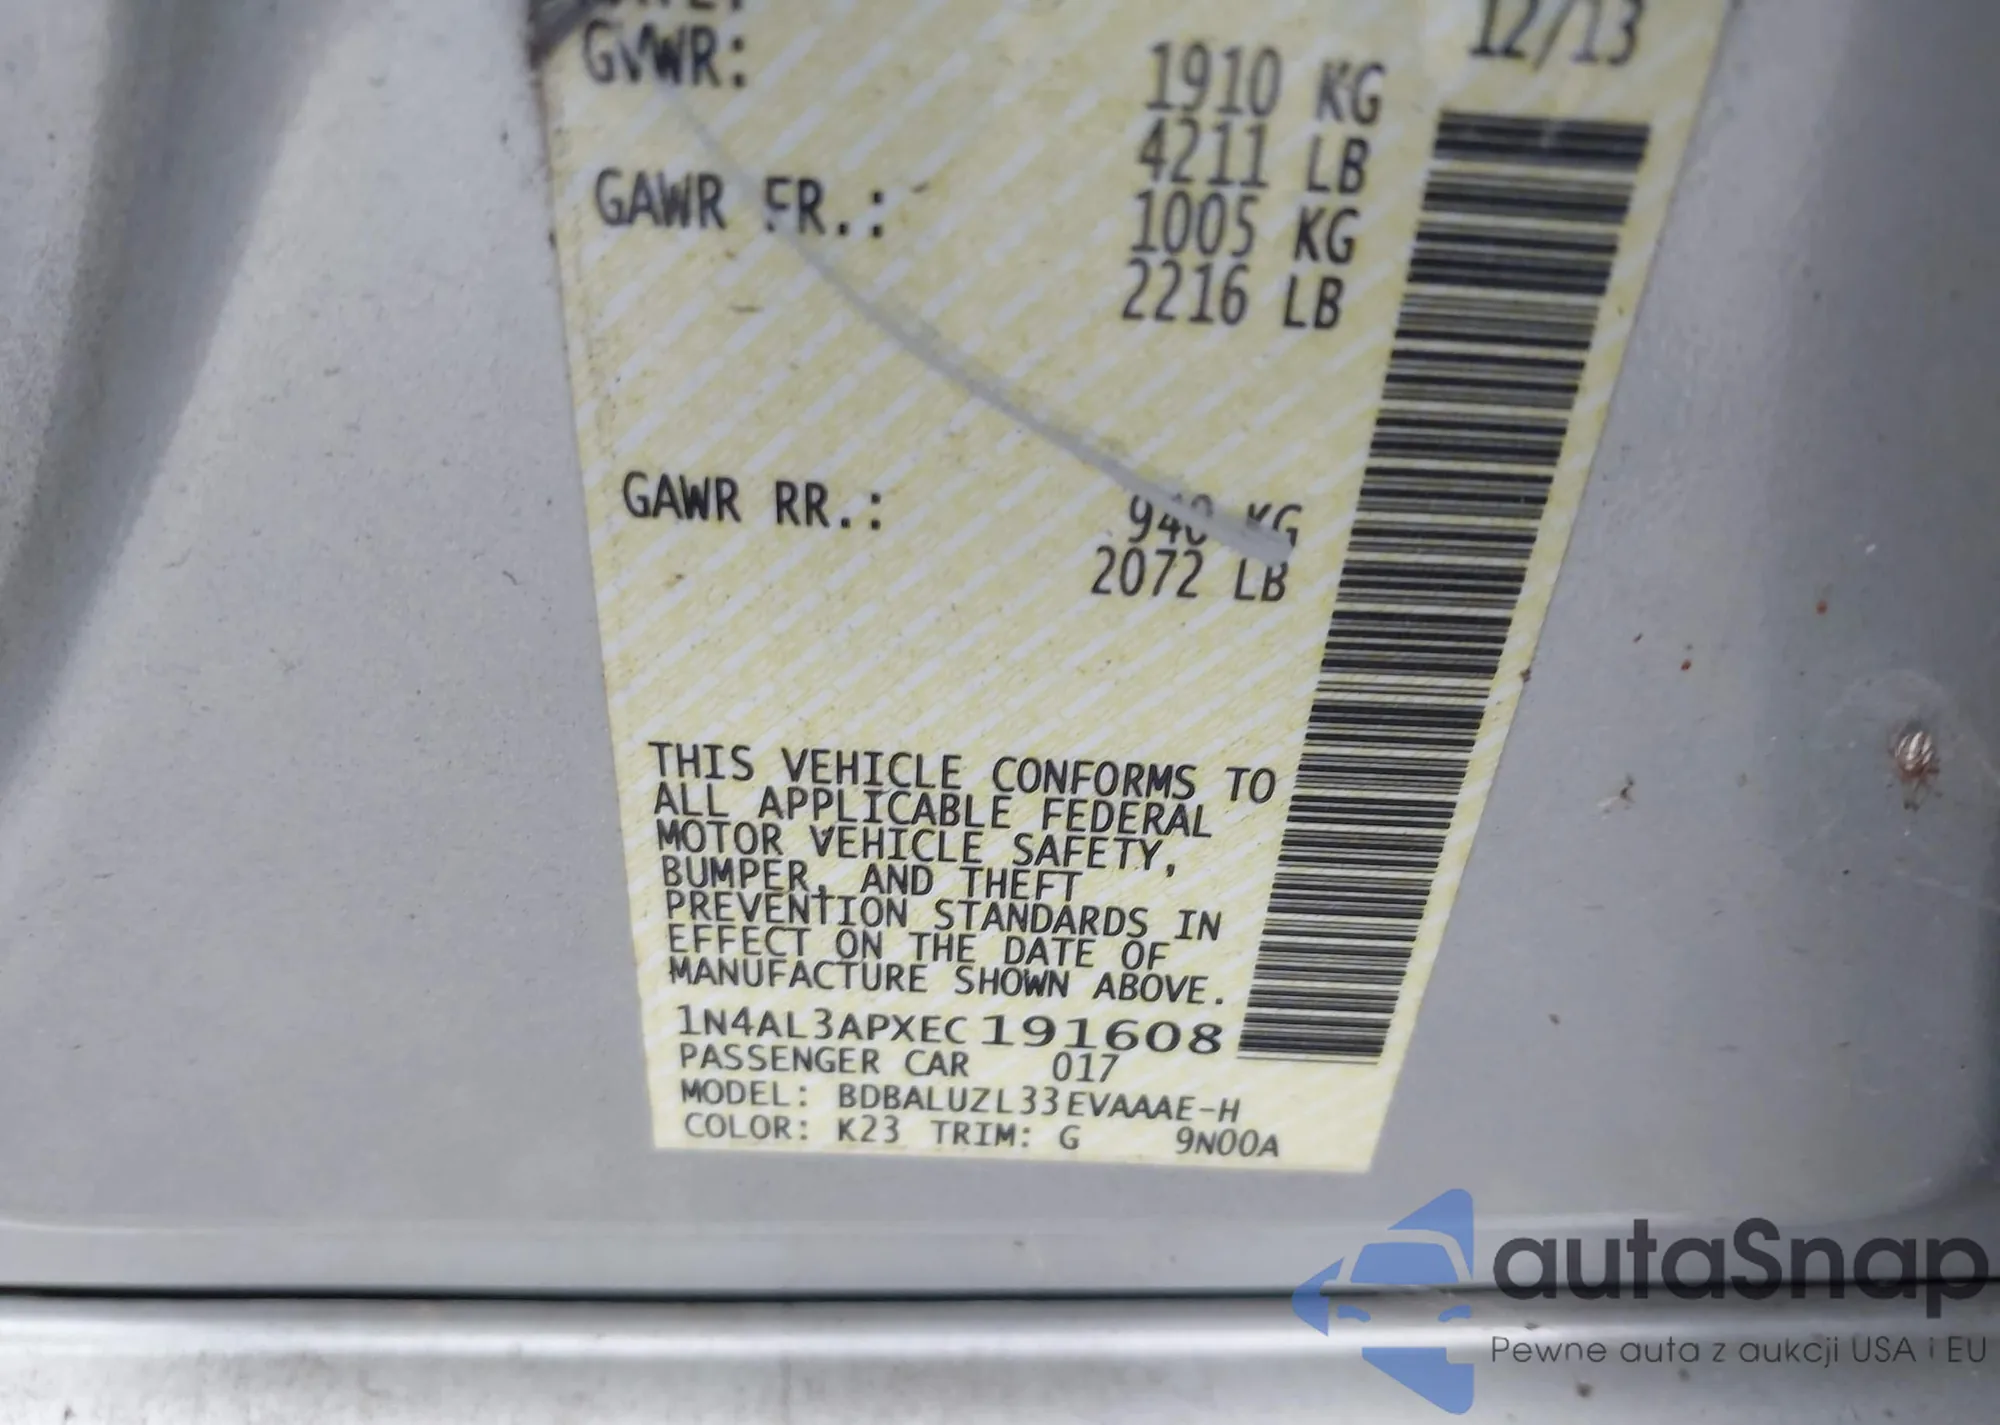 12/13
GVWR:
1910 KG
4211 LB
GAWR FR.:
1005 KG
2216 LB
GAWR RR.:
940 KG
2072 LB
THIS VEHICLE CONFORMS TO
ALL APPLICABLE FEDERAL
MOTOR VEHICLE SAFETY,
BUMPER, AND THEFT
PREVENTION STANDARDS IN
EFFECT ON THE DATE OF
MANUFACTURE SHOWN ABOVE.
1N4AL3APXEC191608
PASSENGER CAR 017
MODEL: BDBALUZL33EVAAAE-H
COLOR: K23 TRIM: G 9N00A
autaSnap
Pewne auta z aukcji USA i EU